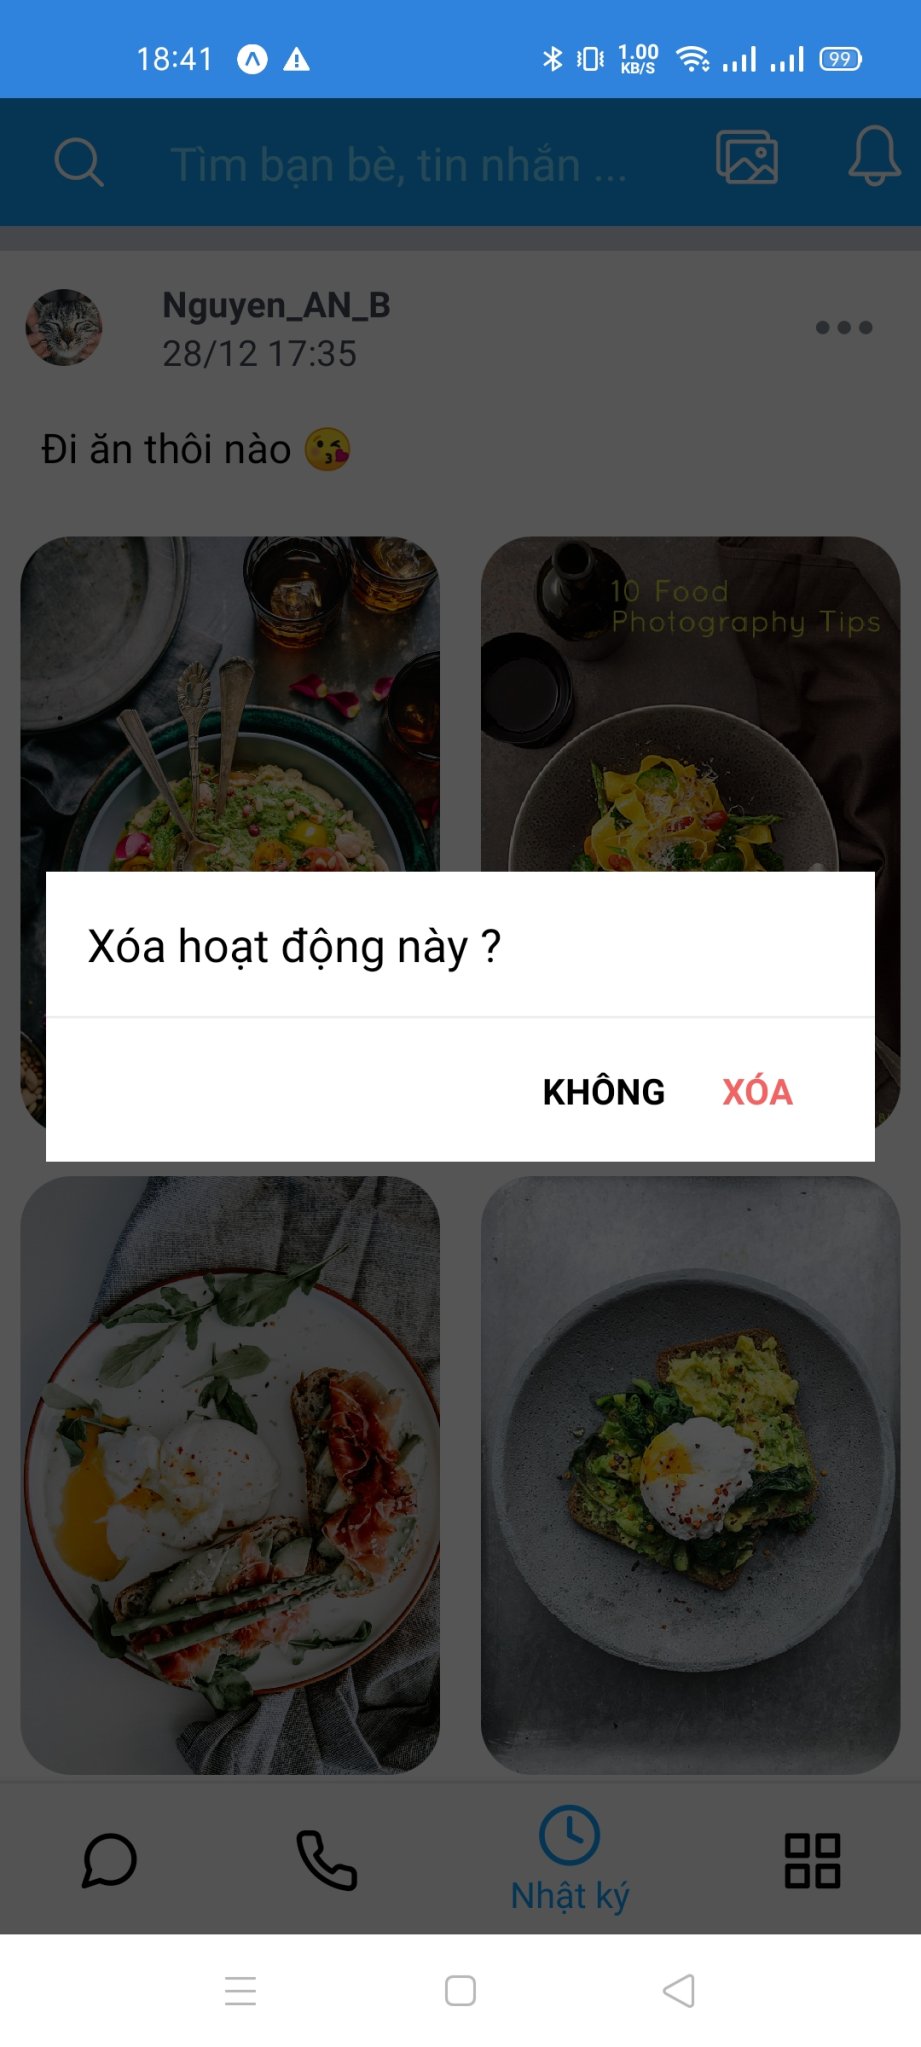 18:41
1.00
KB/S
99
Tìm bạn bè, tin nhắn ...
Nguyen_AN_B
28/12 17:35
Đi ăn thôi nào 😘
10 Food
Photography Tips
Xóa hoạt động này ?
KHÔNG XÓA
Nhật ký